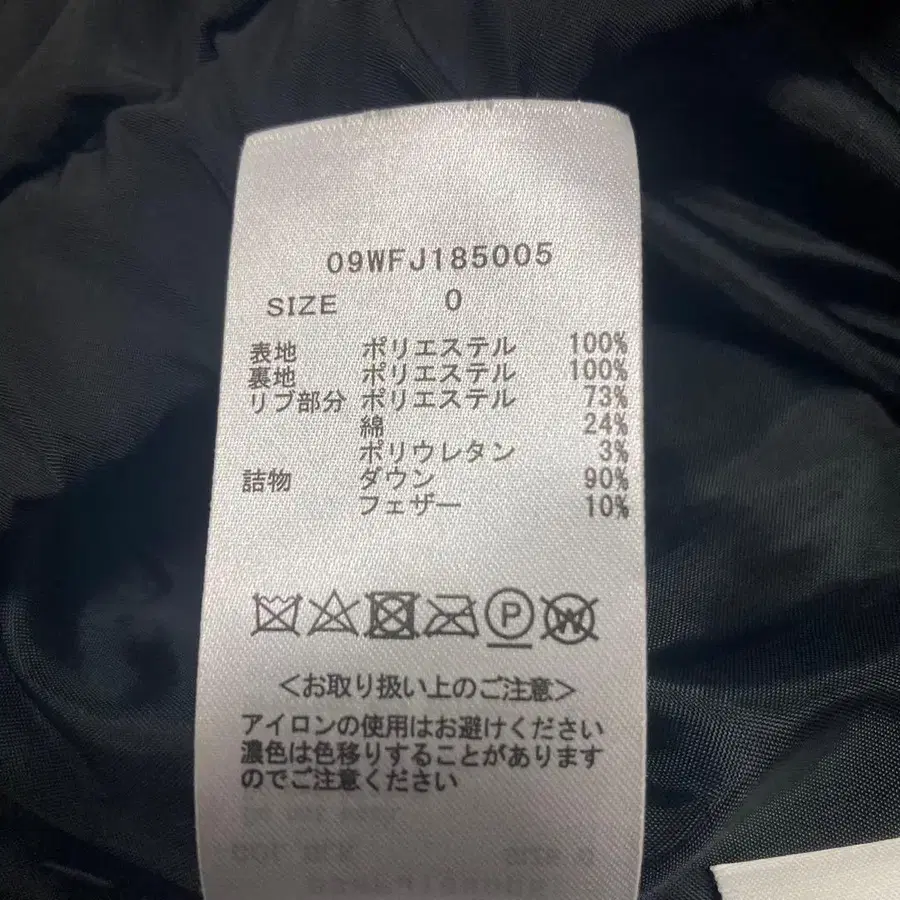 09WFJ185005
SIZE 0
表地 ポリエステル 100%
裏地 ポリエステル 100%
リブ部分 ポリエステル 73%
綿 24%
ポリウレタン 3%
詰物 ダウン 90%
フェザー 10%
P W
＜お取り扱い上のご注意＞
アイロンの使用はお避けください
濃色は色移りすることがあります
のでご注意ください